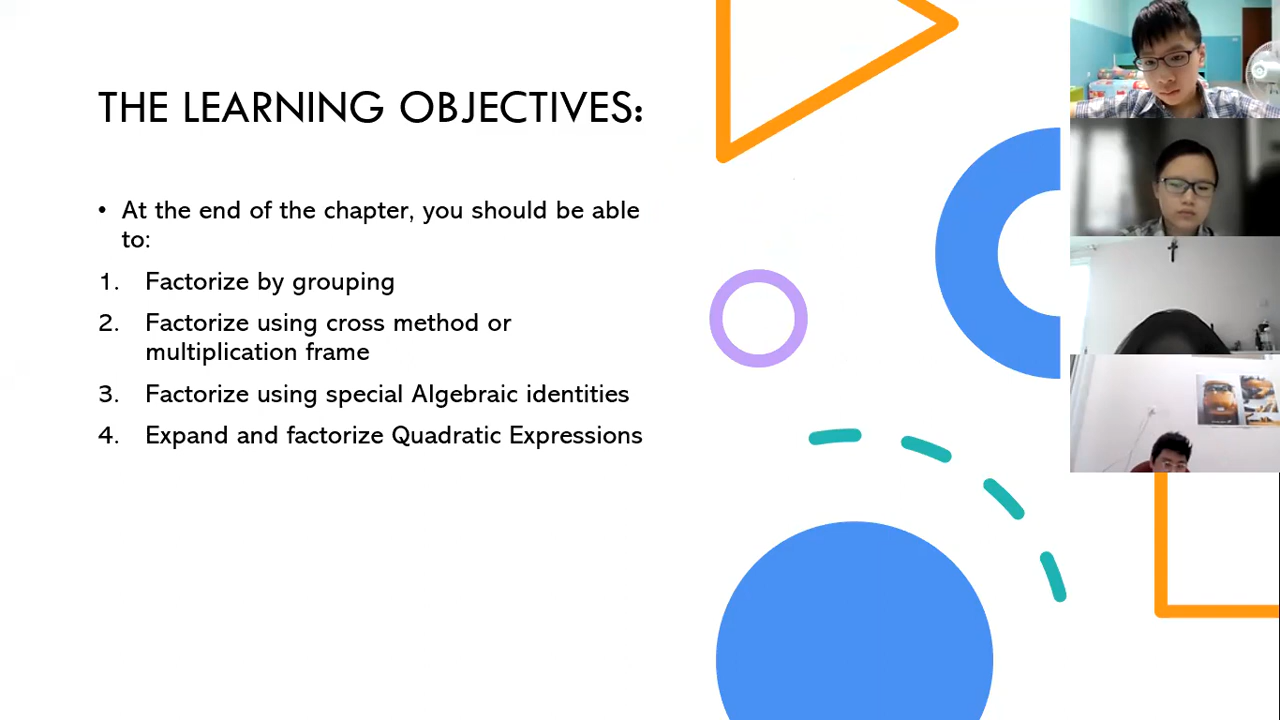 THE LEARNING OBJECTIVES:
• At the end of the chapter, you should be able
to:
1. Factorize by grouping
2. Factorize using cross method or
multiplication frame
3. Factorize using special Algebraic identities
4. Expand and factorize Quadratic Expressions